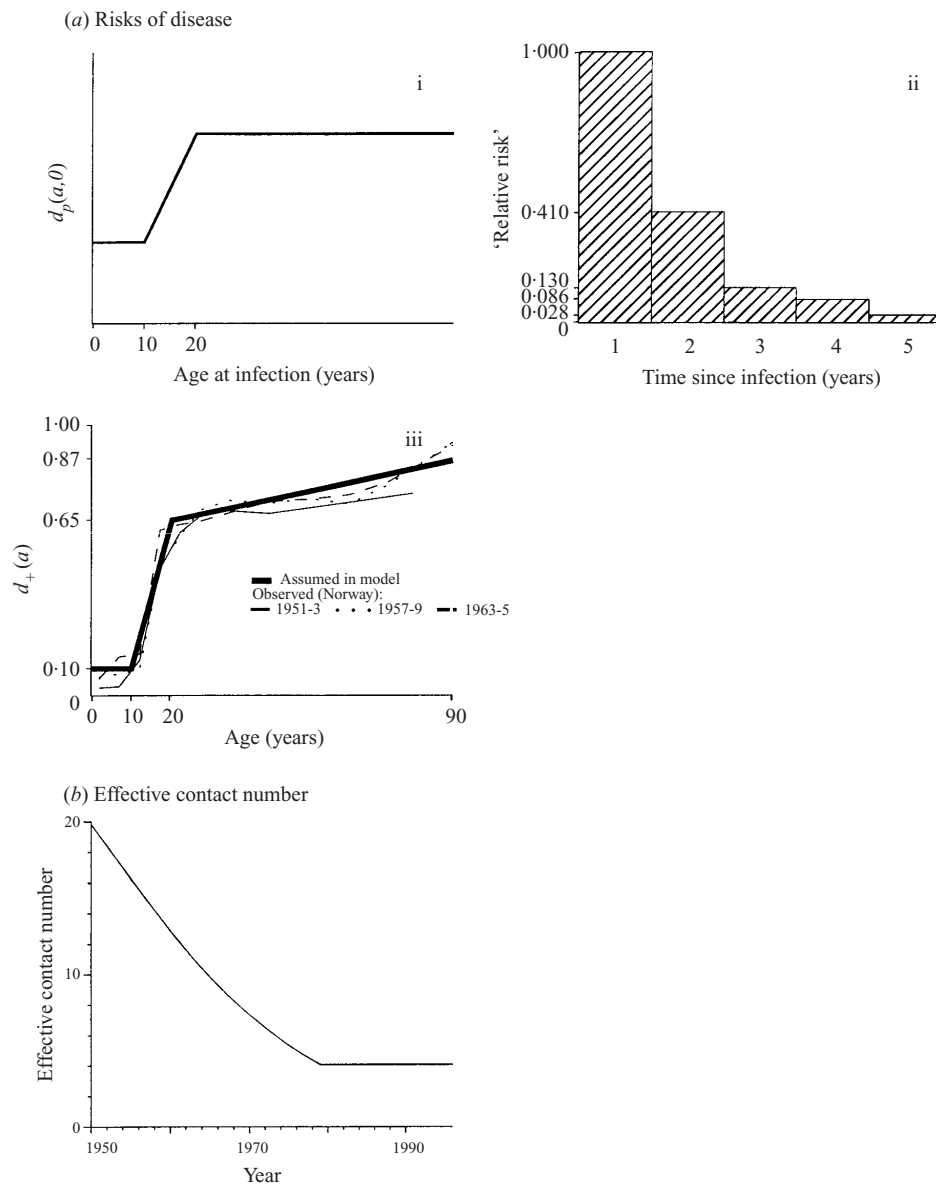 (a) Risks of disease
i
d_p(a,0)
0 10 20
Age at infection (years)
ii
1·000
0·410
0·130
0·086
0·028
0
'Relative risk'
1 2 3 4 5
Time since infection (years)
iii
1·00
0·87
0·65
0·10
0
d_+(a)
Assumed in model
Observed (Norway):
1951-3 1957-9 1963-5
0 10 20 90
Age (years)
(b) Effective contact number
20
10
0
Effective contact number
1950 1970 1990
Year